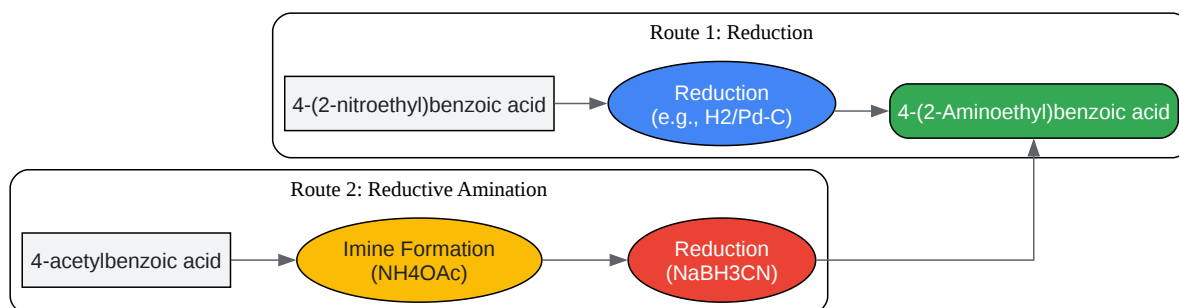 Route 1: Reduction
4-(2-nitroethyl)benzoic acid
Reduction
(e.g., H2/Pd-C)
4-(2-Aminoethyl)benzoic acid
Route 2: Reductive Amination
4-acetylbenzoic acid
Imine Formation
(NH4OAc)
Reduction
(NaBH3CN)